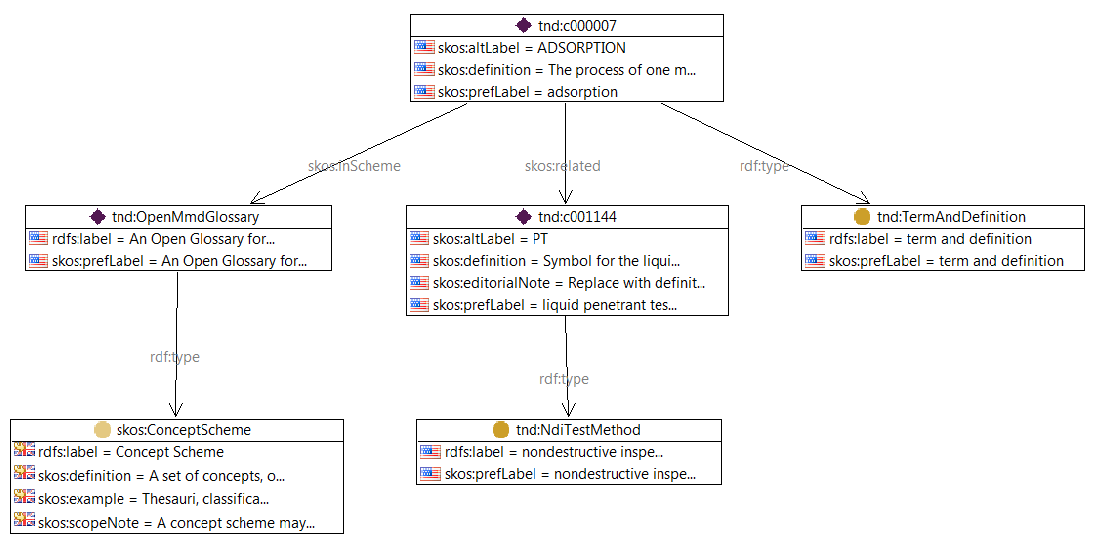 tnd:c000007
skos:altLabel = ADSORPTION
skos:definition = The process of one m...
skos:prefLabel = adsorption
skos:inScheme
skos:related
rdf:type
tnd:OpenMmdGlossary
rdfs:label = An Open Glossary for...
skos:prefLabel = An Open Glossary for...
tnd:c001144
skos:altLabel = PT
skos:definition = Symbol for the liqui...
skos:editorialNote = Replace with definit..
skos:prefLabel = liquid penetrant tes...
tnd:TermAndDefinition
rdfs:label = term and definition
skos:prefLabel = term and definition
rdf:type
rdf:type
skos:ConceptScheme
rdfs:label = Concept Scheme
skos:definition = A set of concepts, o...
skos:example = Thesauri, classifica...
skos:scopeNote = A concept scheme may...
tnd:NdiTestMethod
rdfs:label = nondestructive inspe..
skos:prefLabel = nondestructive inspe...